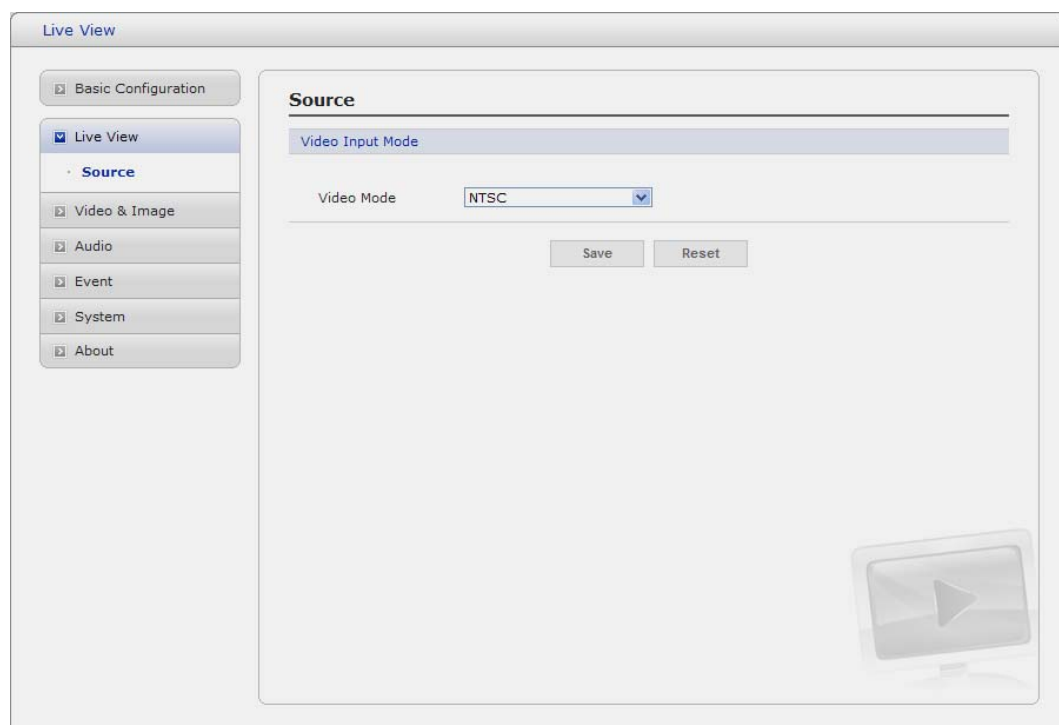 Live View
Basic Configuration
Live View
· Source
Video & Image
Audio
Event
System
About
Source
Video Input Mode
Video Mode NTSC
Save Reset